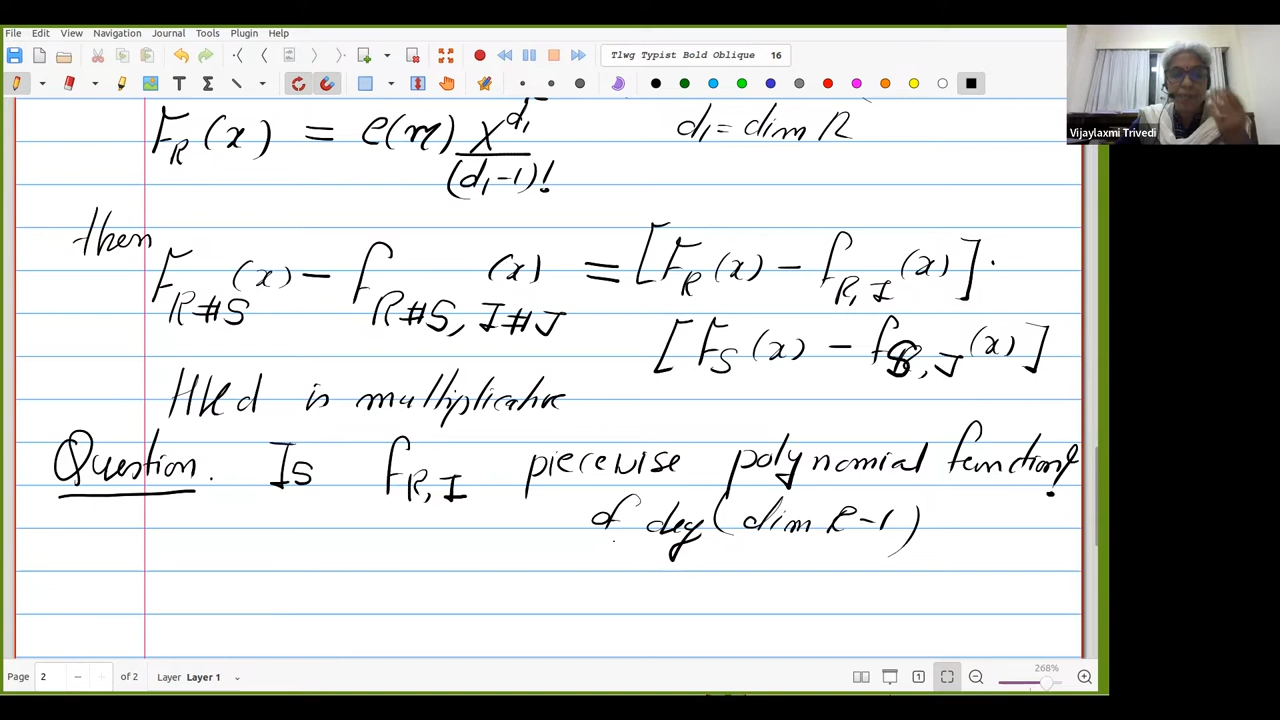 File Edit View Navigation Journal Tools Plugin Help
Tlwg Typist Bold Oblique 16
Vijaylaxmi Trivedi
F_R(x) = e(m) x^{d_1} / (d_1-1)! d_1 = dim R
then
F_{R#S}(x) - f_{R#S, I#J}(x) = [F_R(x) - f_{R,I}(x)].
[F_S(x) - f_{S,J}(x)]
HKd is multiplicative
Question. Is f_{R,I} piecewise polynomial function?
of deg (dim R-1)
Page 2 of 2 Layer Layer 1 268%